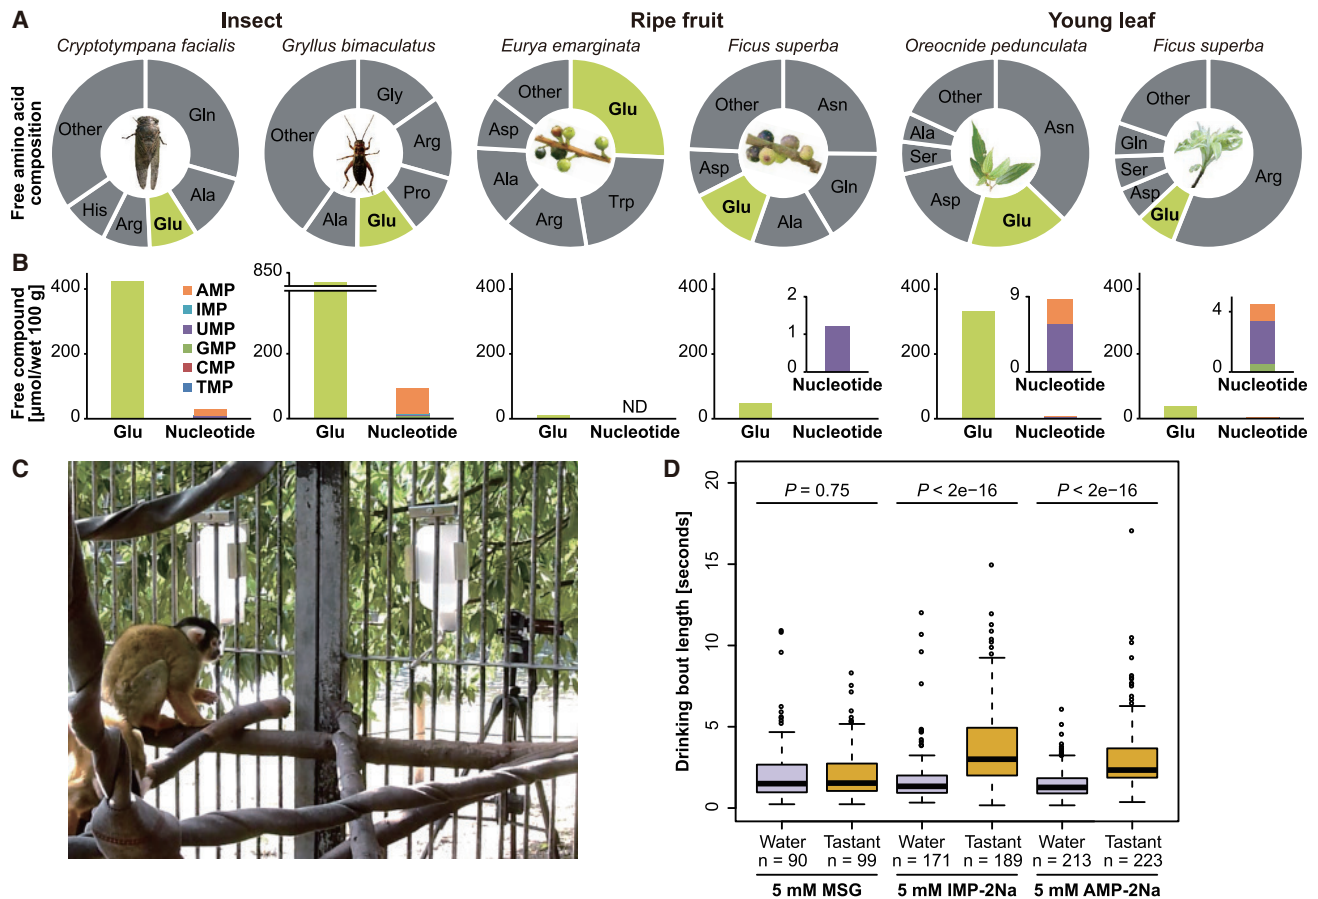 A
Insect
Ripe fruit
Young leaf
Cryptotympana facialis
Gryllus bimaculatus
Eurya emarginata
Ficus superba
Oreocnide pedunculata
Ficus superba
Free amino acid
composition
Gln
Ala
Glu
Arg
His
Other
Gly
Arg
Pro
Glu
Ala
Other
Glu
Trp
Arg
Ala
Asp
Other
Asn
Gln
Ala
Glu
Asp
Other
Asn
Glu
Asp
Ser
Ala
Other
Arg
Glu
Asp
Ser
Gln
Other
B
Free compound
[µmol/wet 100 g]
400
200
0
Glu
Nucleotide
AMP
IMP
UMP
GMP
CMP
TMP
850
200
0
Glu
Nucleotide
400
200
0
ND
Glu
Nucleotide
400
200
0
2
1
0
Nucleotide
Glu
Nucleotide
400
200
0
9
0
Nucleotide
Glu
Nucleotide
400
200
0
4
0
Nucleotide
Glu
Nucleotide
C
D
Drinking bout length [seconds]
20
15
10
5
0
P = 0.75
P < 2e−16
P < 2e−16
Water
n = 90
Tastant
n = 99
Water
n = 171
Tastant
n = 189
Water
n = 213
Tastant
n = 223
5 mM MSG
5 mM IMP-2Na
5 mM AMP-2Na